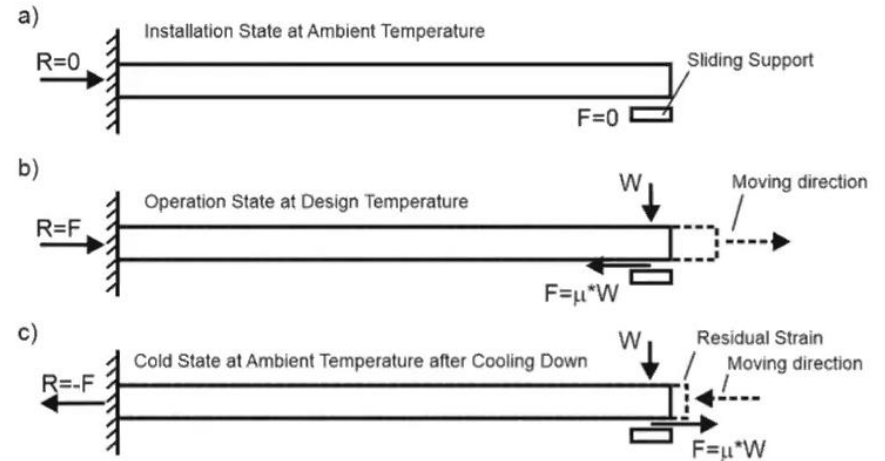 a)
Installation State at Ambient Temperature
R=0
Sliding Support
F=0
b)
W
Moving direction
Operation State at Design Temperature
R=F
F=μ*W
c)
W
Residual Strain
Cold State at Ambient Temperature after Cooling Down
Moving direction
R=-F
F=μ*W